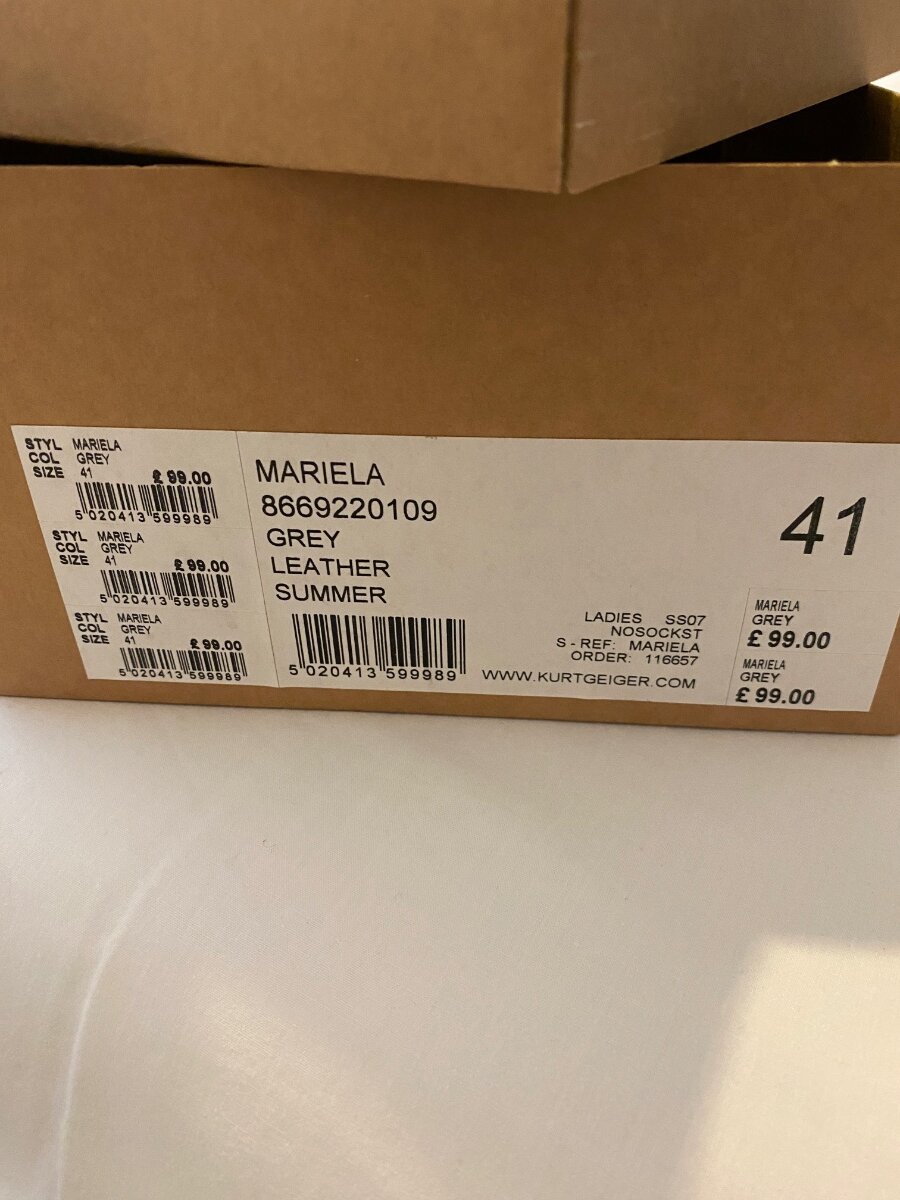 STYL MARIELA
COL GREY
SIZE 41
£ 99.00
5 020413 599989
STYL MARIELA
COL GREY
SIZE 41
£ 99.00
5 020413 599989
STYL MARIELA
COL GREY
SIZE 41
£ 99.00
5 020413 599989
MARIELA
8669220109
GREY
LEATHER
SUMMER
5 020413 599989
41
LADIES SS07
NOSOCKST
S - REF: MARIELA
ORDER: 116657
WWW.KURTGEIGER.COM
MARIELA
GREY
£ 99.00
MARIELA
GREY
£ 99.00